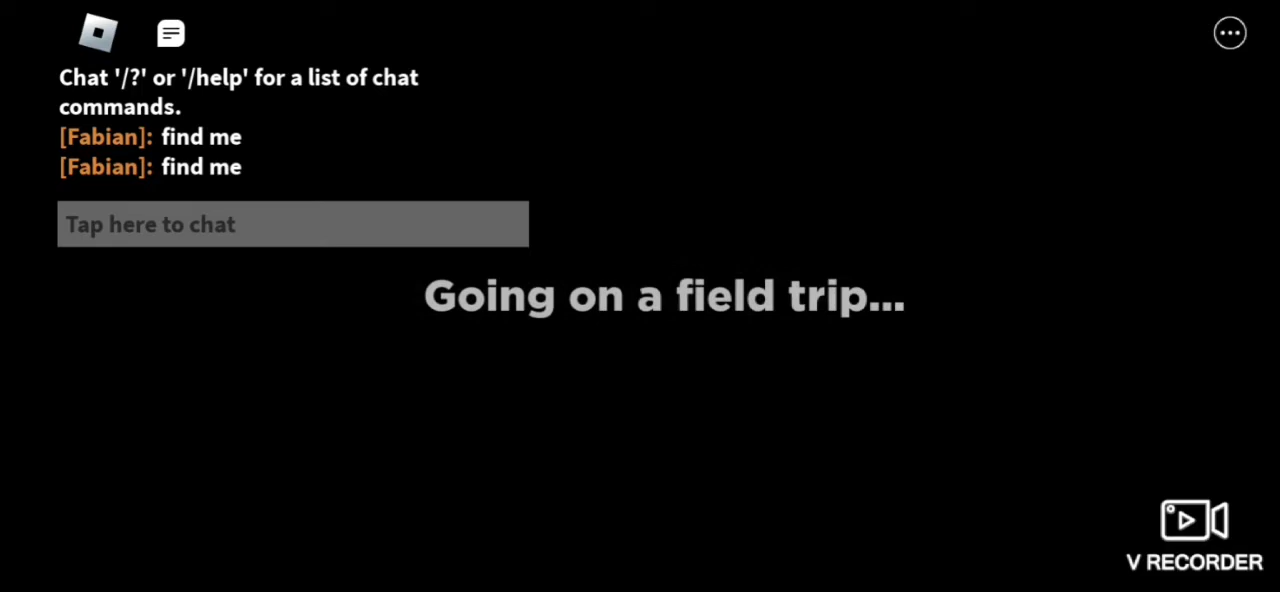 Chat '/?' or '/help' for a list of chat
commands.
[Fabian]: find me
[Fabian]: find me
Tap here to chat
Going on a field trip...
V RECORDER